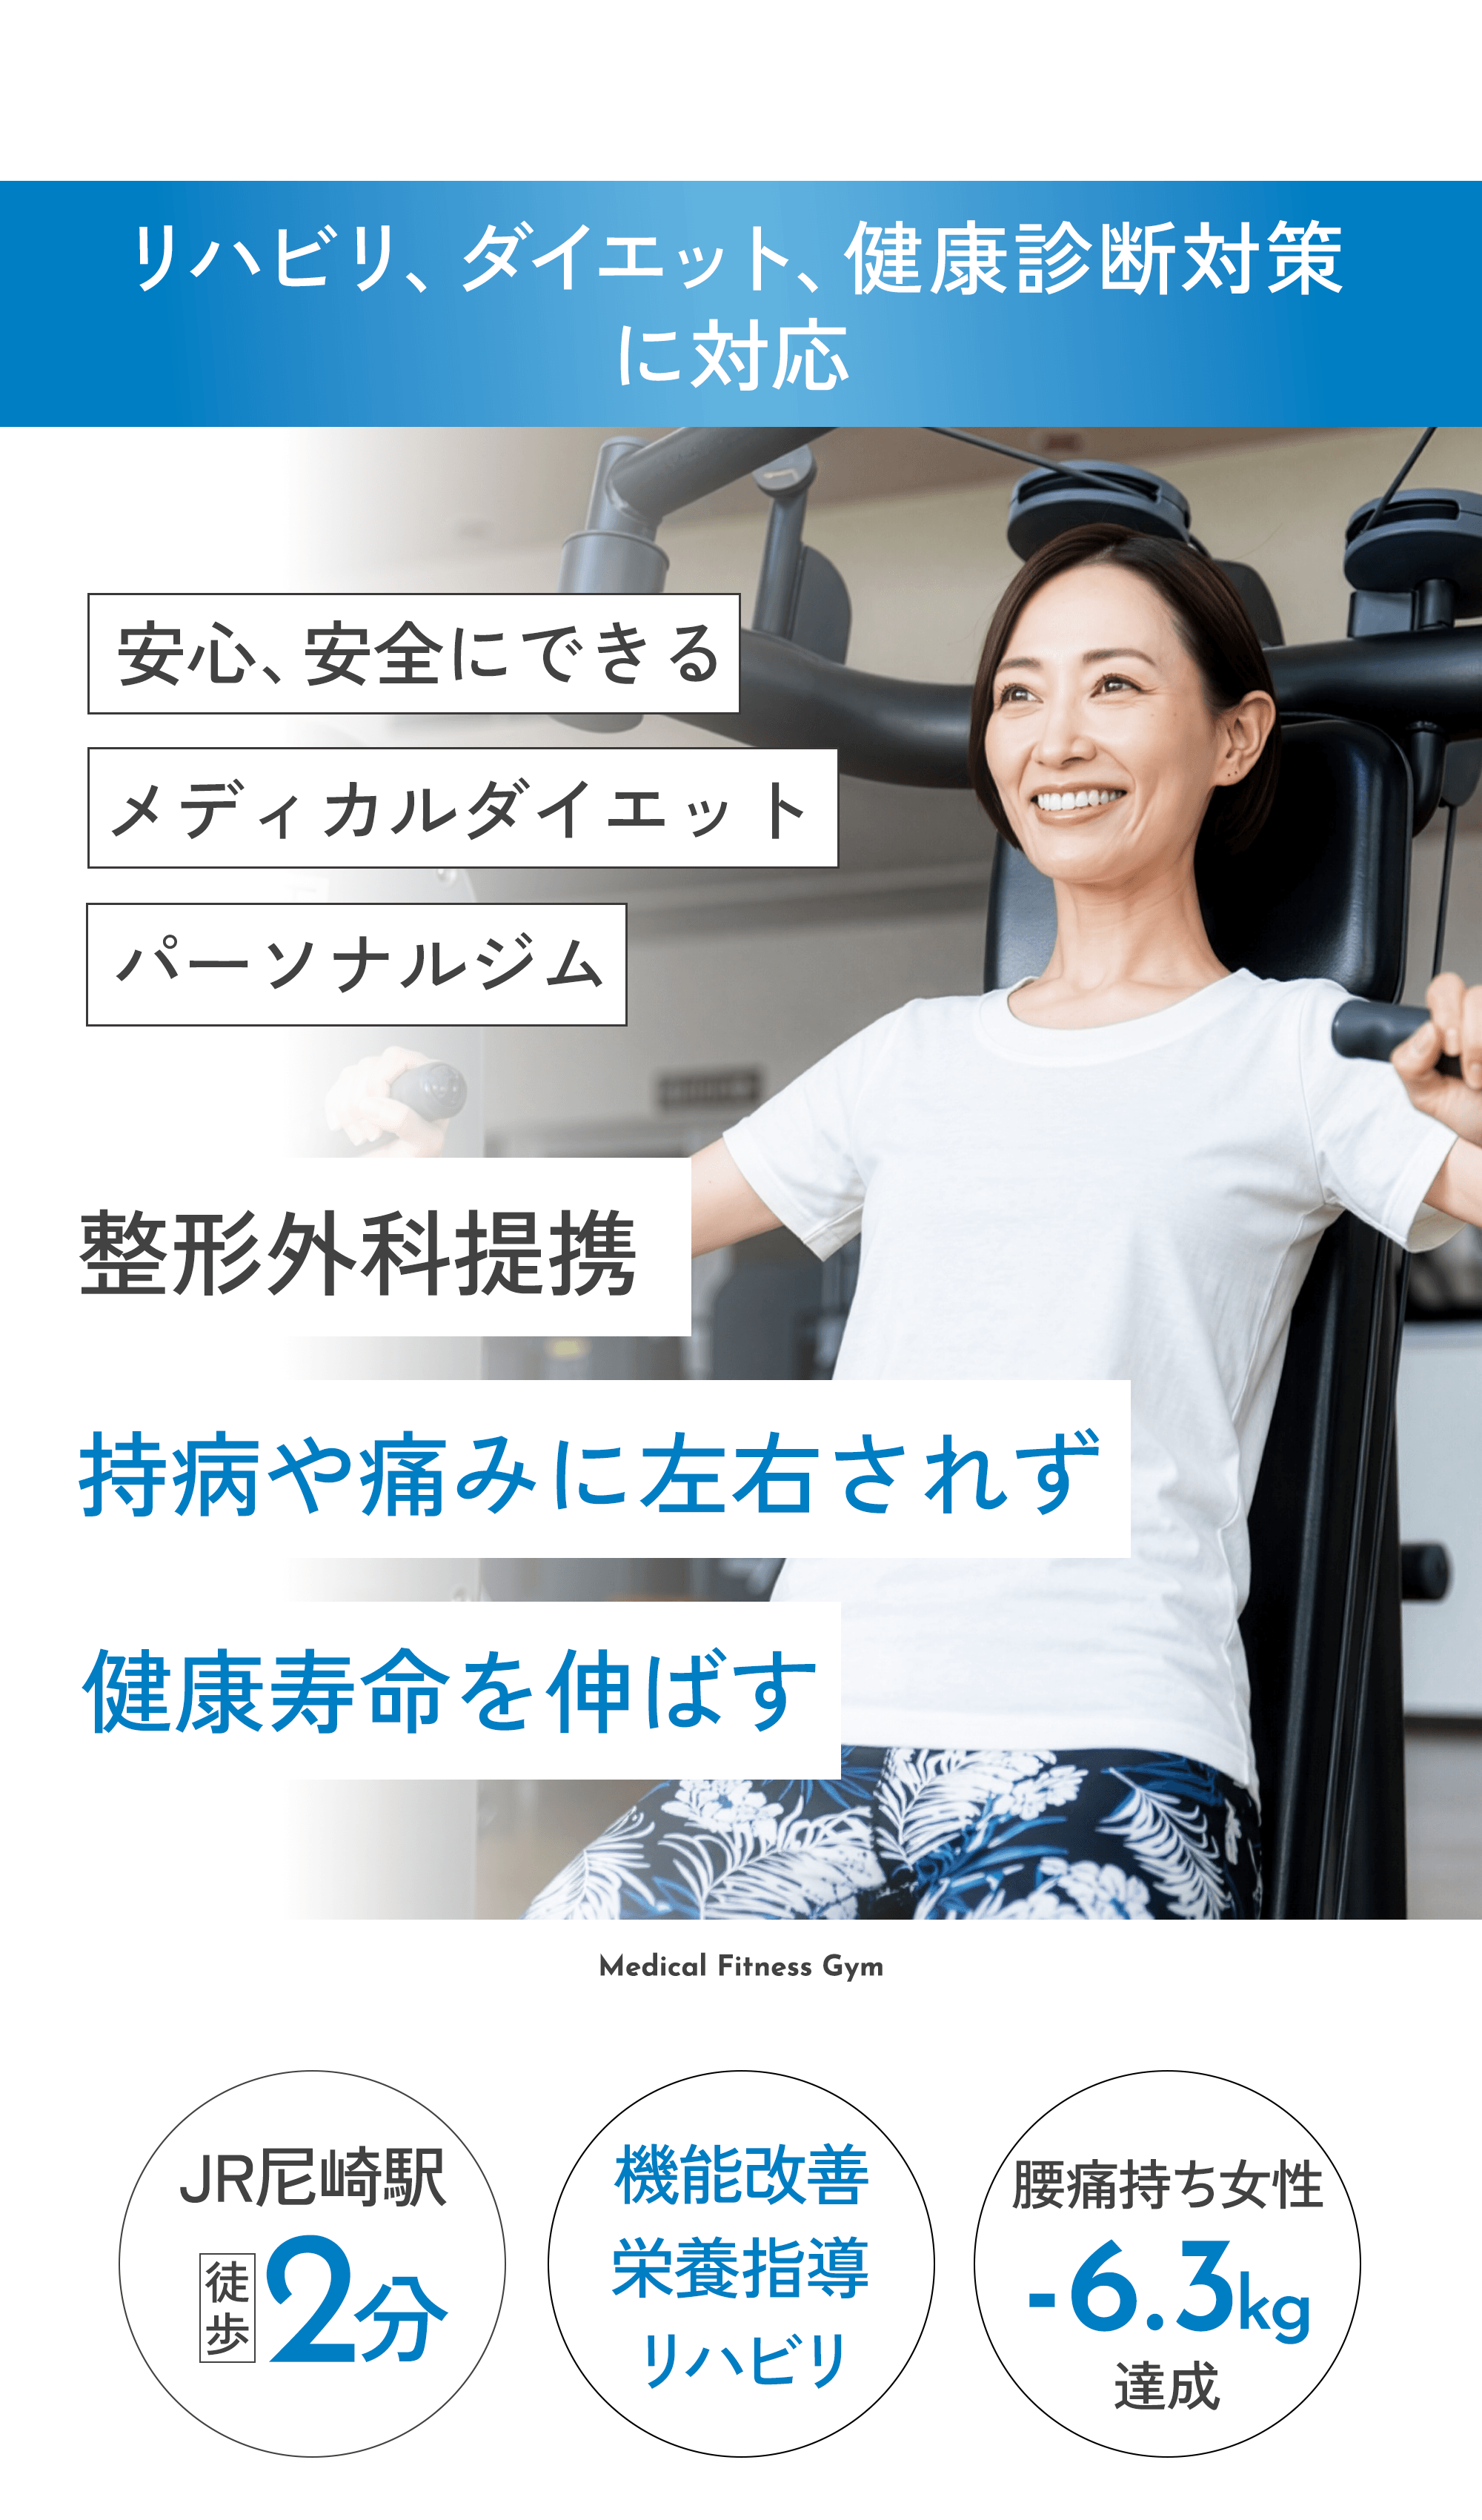 リハビリ、ダイエット、健康診断対策
に対応
安心、安全にできる
メディカルダイエット
パーソナルジム
整形外科提携
持病や痛みに左右されず
健康寿命を伸ばす
Medical Fitness Gym
JR尼崎駅
徒歩2分
機能改善
栄養指導
リハビリ
腰痛持ち女性
-6.3kg
達成